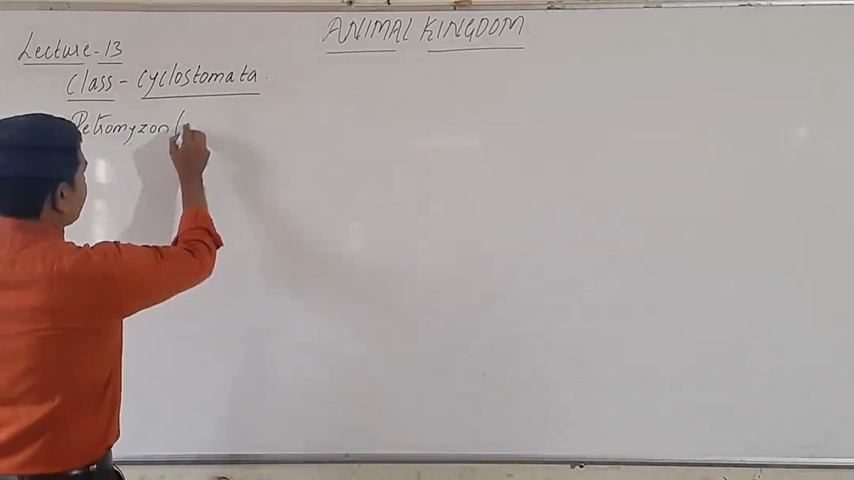 ANIMAL KINGDOM
Lecture-13
Class - Cyclostomata.
Petromyzon (